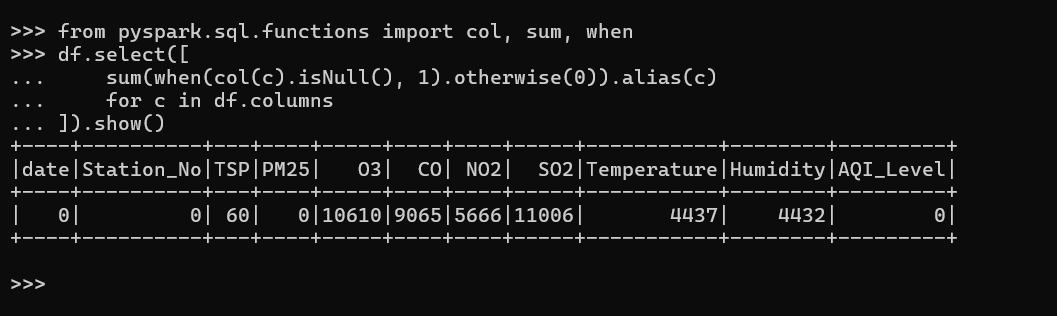 >>> from pyspark.sql.functions import col, sum, when
>>> df.select([
...     sum(when(col(c).isNull(), 1).otherwise(0)).alias(c)
...     for c in df.columns
... ]).show()
+----+----------+---+----+-----+----+----+-----+-----------+--------+---------+
|date|Station_No|TSP|PM25|   O3|  CO| NO2|  SO2|Temperature|Humidity|AQI_Level|
+----+----------+---+----+-----+----+----+-----+-----------+--------+---------+
|   0|         0| 60|   0|10610|9065|5666|11006|       4437|    4432|        0|
+----+----------+---+----+-----+----+----+-----+-----------+--------+---------+
>>>